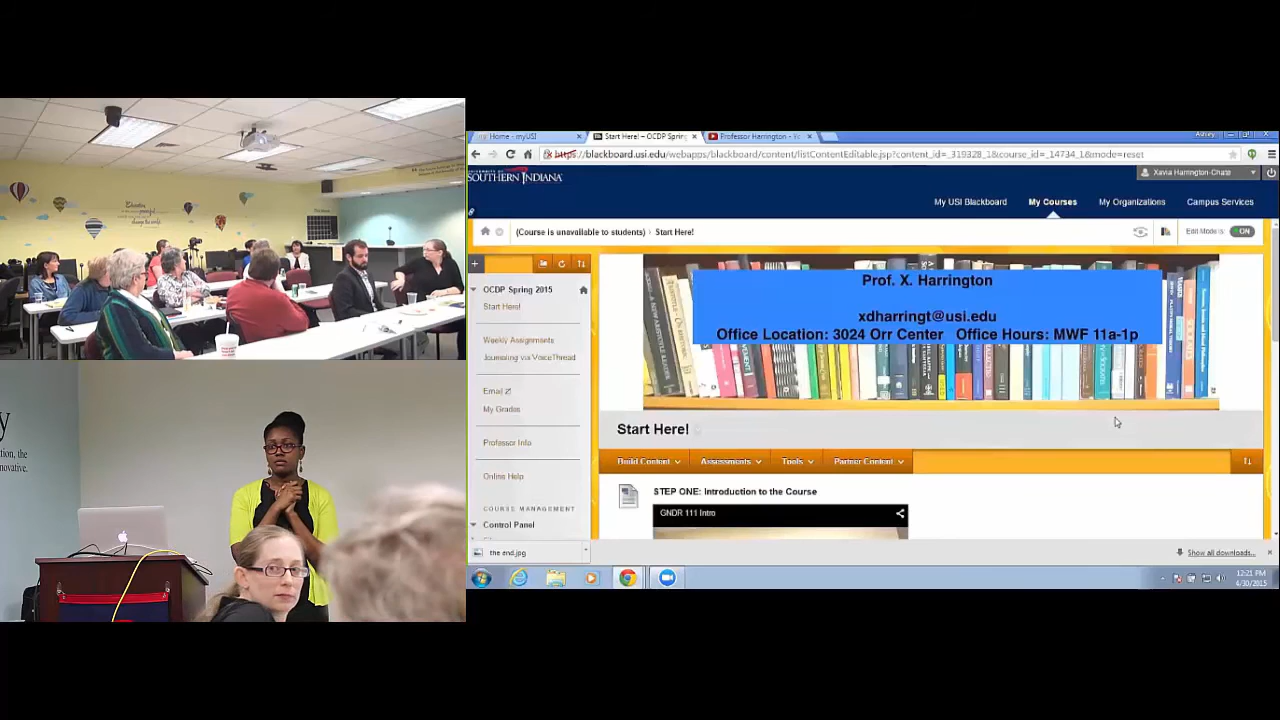 Home - myUSI
Start Here! – OCDP Spring
Professor Harrington - Yo
Ashley
https://blackboard.usi.edu/webapps/blackboard/content/listContentEditable.jsp?content_id=_319328_1&course_id=_14734_1&mode=reset
SOUTHERN INDIANA
Xavia Harrington-Chate
My USI Blackboard
My Courses
My Organizations
Campus Services
(Course is unavailable to students)
Start Here!
Edit Mode is:
ON
OCDP Spring 2015
Start Here!
Weekly Assignments
Journaling via VoiceThread
Email
My Grades
Professor Info
Online Help
COURSE MANAGEMENT
Control Panel
Prof. X. Harrington
xdharringt@usi.edu
Office Location: 3024 Orr Center Office Hours: MWF 11a-1p
Start Here!
Build Content
Assessments
Tools
Partner Content
STEP ONE: Introduction to the Course
GNDR 111 Intro
the end.jpg
Show all downloads...
12:21 PM
4/30/2015
y
tion, the
novative.